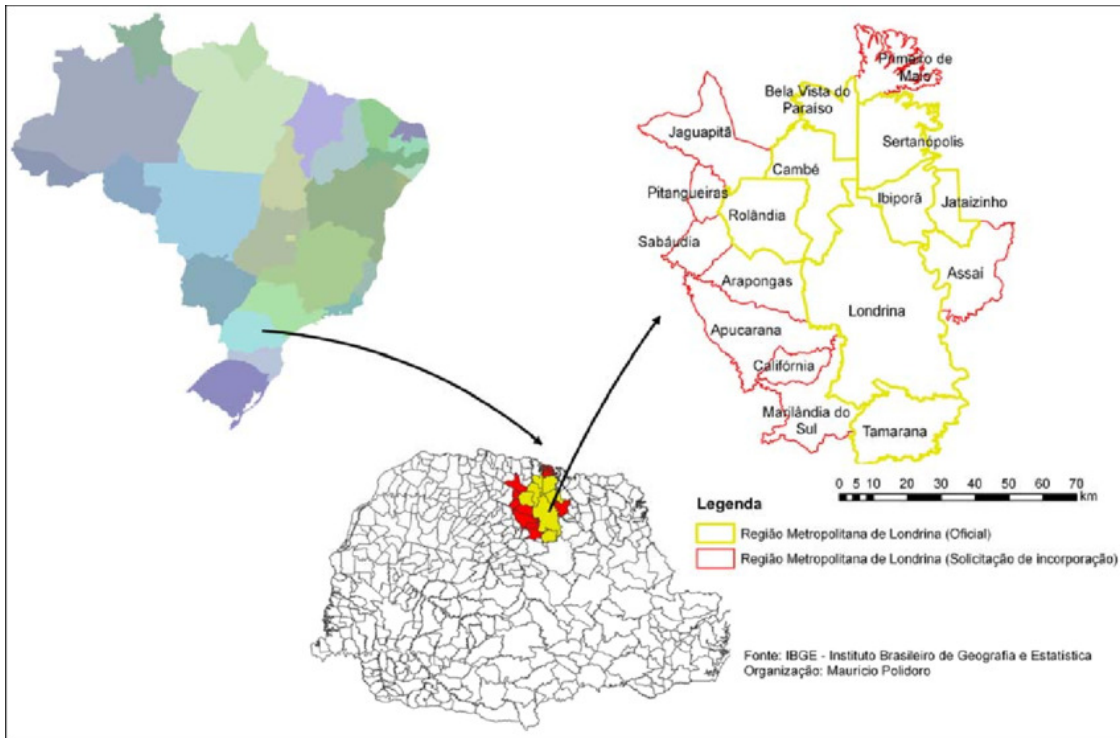 Primeiro de
Maio
Bela Vista do
Paraíso
Jaguapitã
Sertanópolis
Cambé
Pitangueiras
Ibiporã
Jataizinho
Rolândia
Sabáudia
Assaí
Arapongas
Londrina
Apucarana
Califórnia
Marilândia do
Sul
Tamarana
0 5 10 20 30 40 50 60 70
km
Legenda
Região Metropolitana de Londrina (Oficial)
Região Metropolitana de Londrina (Solicitação de incorporação)
Fonte: IBGE - Instituto Brasileiro de Geografia e Estatística
Organização: Mauricio Polidoro